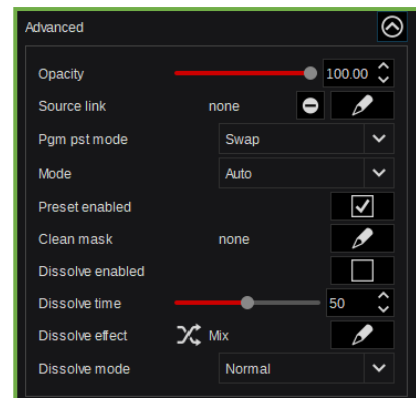 Advanced
Opacity 100.00
Source link none
Pgm pst mode Swap
Mode Auto
Preset enabled
Clean mask none
Dissolve enabled
Dissolve time 50
Dissolve effect Mix
Dissolve mode Normal